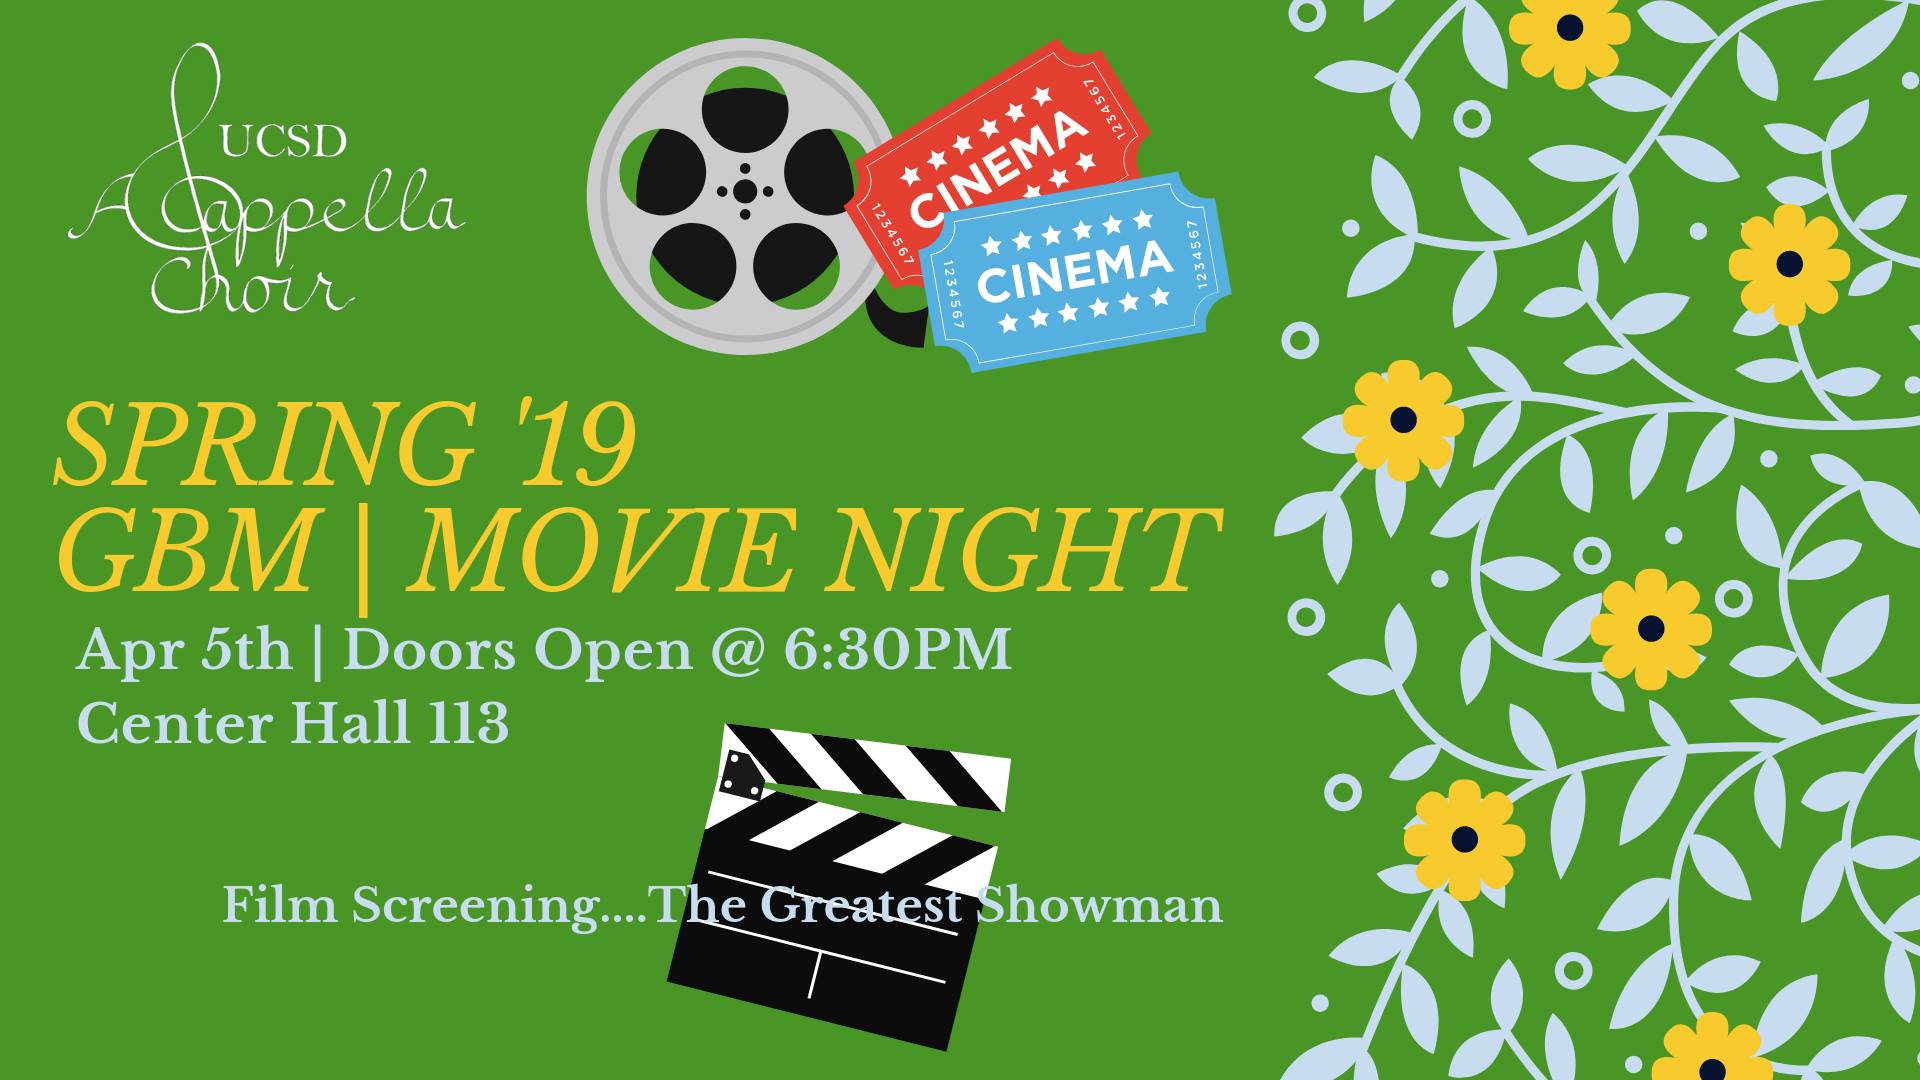 UCSD
A Cappella
Choir
CINEMA
1234567
1234567
CINEMA
1234567
1234567
SPRING '19
GBM | MOVIE NIGHT
Apr 5th | Doors Open @ 6:30PM
Center Hall 113
Film Screening....The Greatest Showman